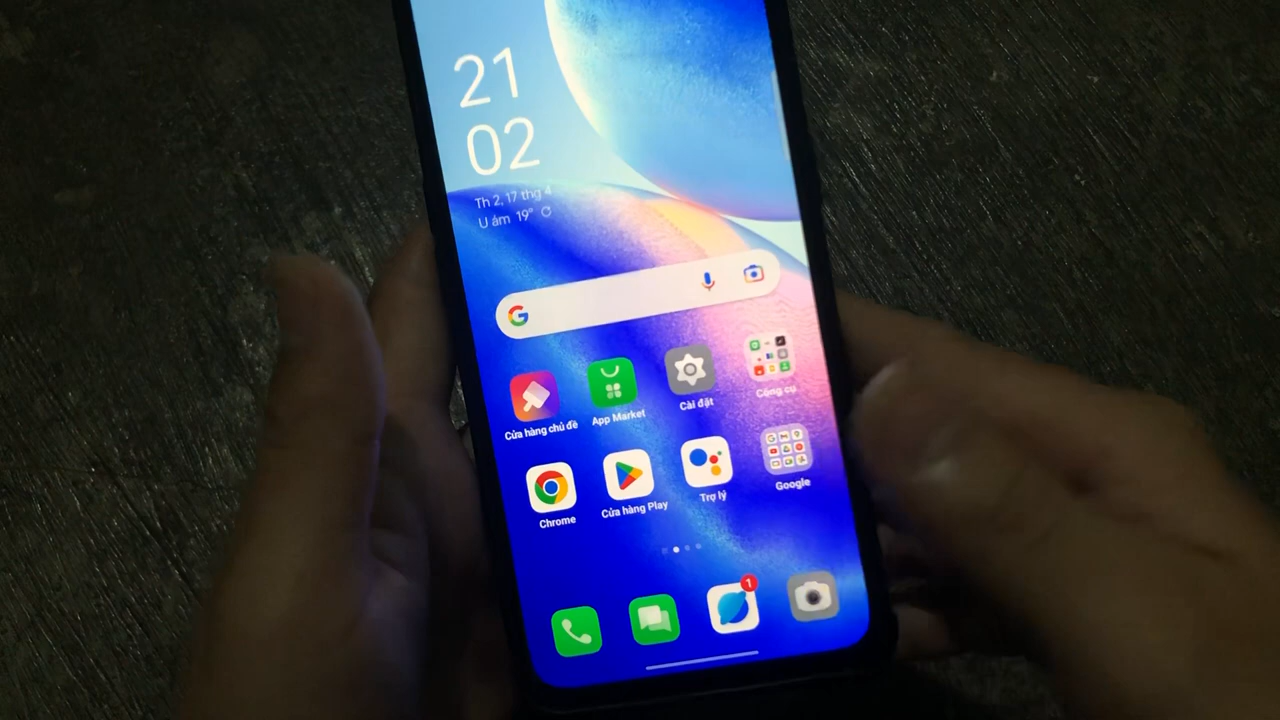 21
02
Th 2, 17 thg 4
U ám 19°
G
Cửa hàng chủ đề
App Market
Cài đặt
Công cụ
Chrome
Cửa hàng Play
Trợ lý
Google
1